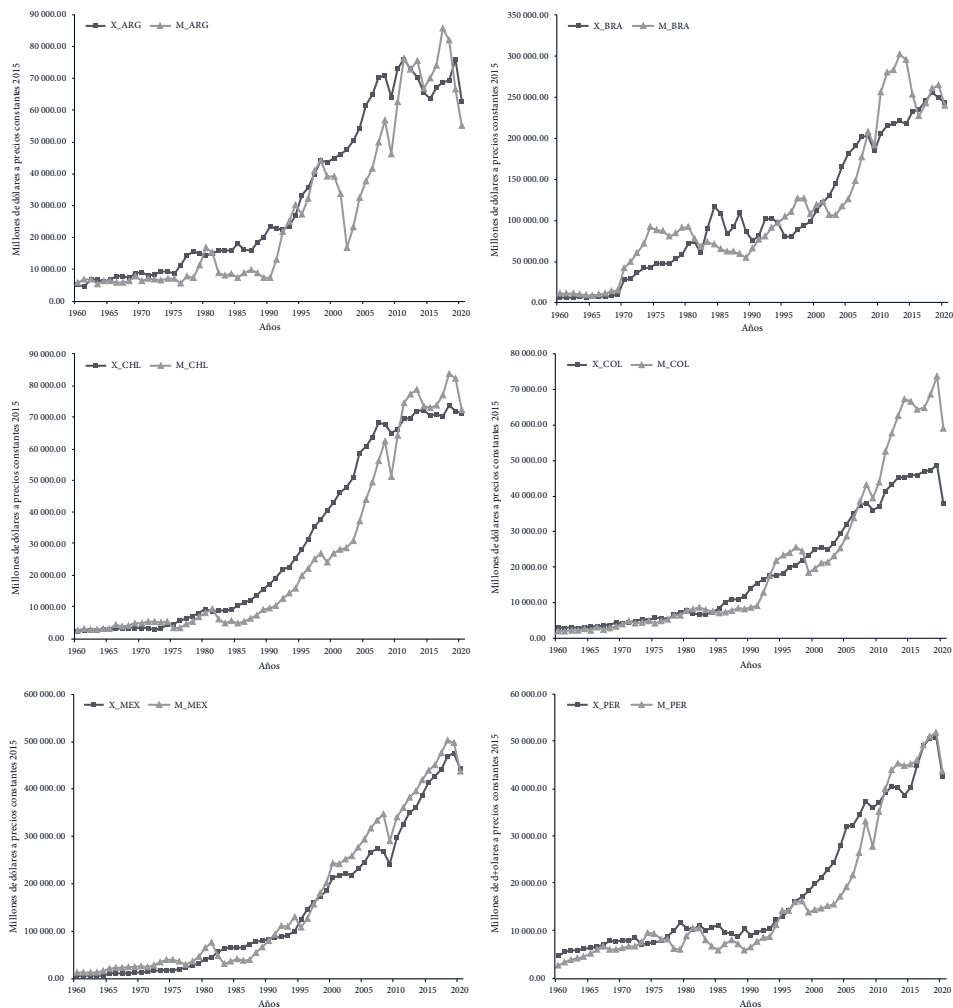 X_ARG M_ARG
Millones de dólares a precios constantes 2015
90 000.00
80 000.00
70 000.00
60 000.00
50 000.00
40 000.00
30 000.00
20 000.00
10 000.00
0.00
1960 1965 1970 1975 1980 1985 1990 1995 2000 2005 2010 2015 2020
Años
X_BRA M_BRA
Millones de dólares a precios constantes 2015
350 000.00
300 000.00
250 000.00
200 000.00
150 000.00
100 000.00
50 000.00
0.00
1960 1965 1970 1975 1980 1985 1990 1995 2000 2005 2010 2015 2020
Años
X_CHL M_CHL
Millones de dólares a precios constantes 2015
90 000.00
80 000.00
70 000.00
60 000.00
50 000.00
40 000.00
30 000.00
20 000.00
10 000.00
0.00
1960 1965 1970 1975 1980 1985 1990 1995 2000 2005 2010 2015 2020
Años
X_COL M_COL
Millones de dólares a precios constantes 2015
80 000.00
70 000.00
60 000.00
50 000.00
40 000.00
30 000.00
20 000.00
10 000.00
0.00
1960 1965 1970 1975 1980 1985 1990 1995 2000 2005 2010 2015 2020
Años
X_MEX M_MEX
Millones de dólares a precios constantes 2015
600 000.00
500 000.00
400 000.00
300 000.00
200 000.00
100 000.00
0.00
1960 1965 1970 1975 1980 1985 1990 1995 2000 2005 2010 2015 2020
Años
X_PER M_PER
Millones de d+olares a precios constantes 2015
60 000.00
50 000.00
40 000.00
30 000.00
20 000.00
10 000.00
0.00
1960 1965 1970 1975 1980 1985 1990 1995 2000 2005 2010 2015 2020
Años